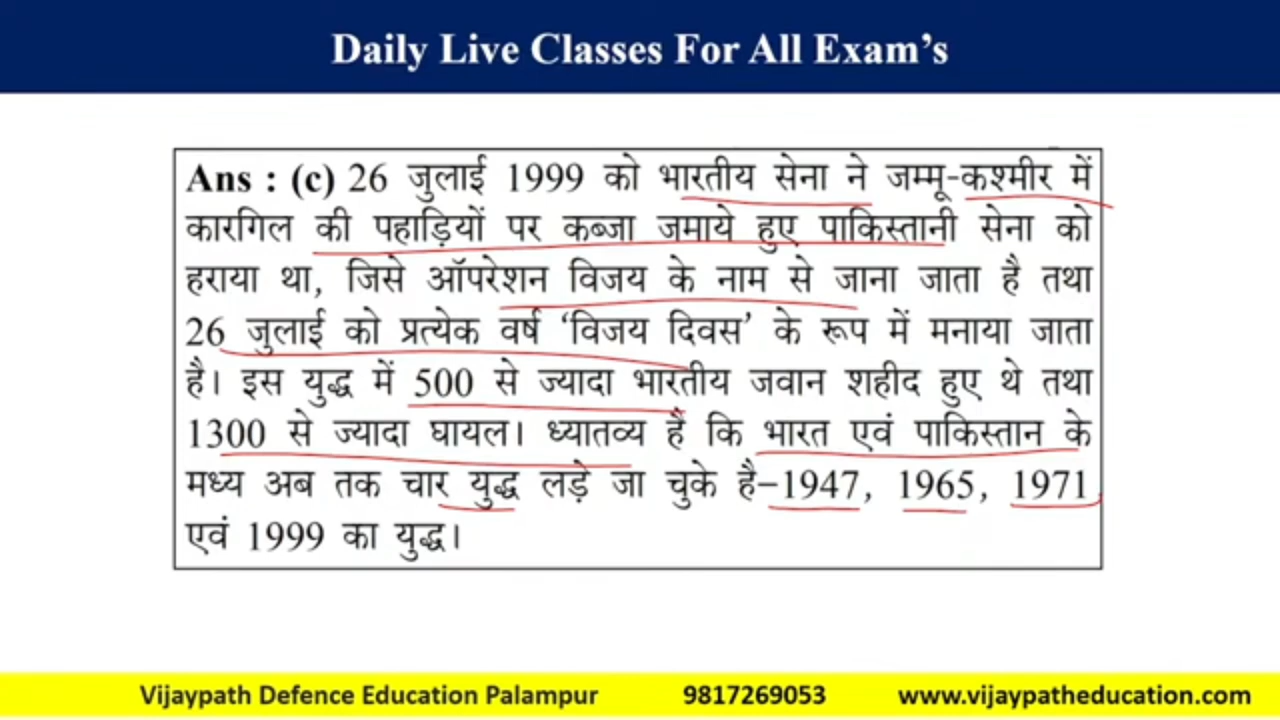 Daily Live Classes For All Exam’s
Ans : (c) 26 जुलाई 1999 को भारतीय सेना ने जम्मू-कश्मीर में
कारगिल की पहाड़ियों पर कब्जा जमाये हुए पाकिस्तानी सेना को
हराया था, जिसे ऑपरेशन विजय के नाम से जाना जाता है तथा
26 जुलाई को प्रत्येक वर्ष ‘विजय दिवस’ के रूप में मनाया जाता
है। इस युद्ध में 500 से ज्यादा भारतीय जवान शहीद हुए थे तथा
1300 से ज्यादा घायल। ध्यातव्य है कि भारत एवं पाकिस्तान के
मध्य अब तक चार युद्ध लड़े जा चुके है–1947, 1965, 1971
एवं 1999 का युद्ध।
Vijaypath Defence Education Palampur 9817269053 www.vijaypatheducation.com